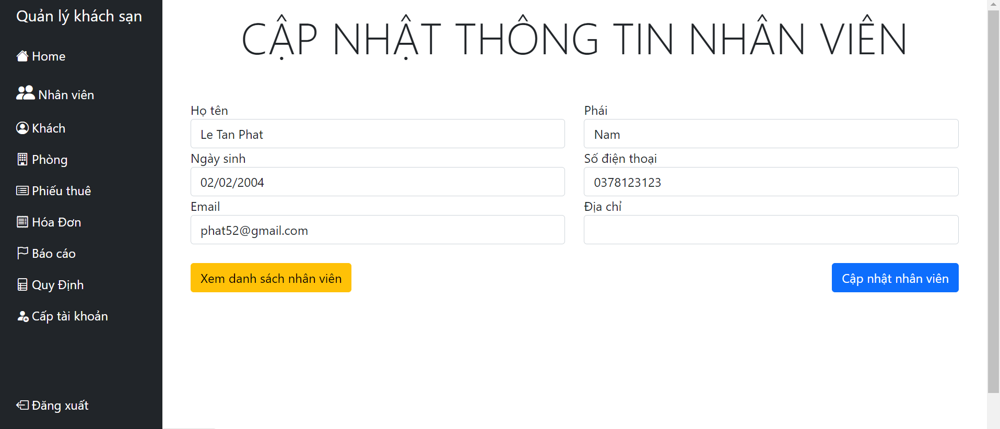 Quản lý khách sạn
Home
Nhân viên
Khách
Phòng
Phiếu thuê
Hóa Đơn
Báo cáo
Quy Định
Cấp tài khoản
Đăng xuất
CẬP NHẬT THÔNG TIN NHÂN VIÊN
Họ tên
Le Tan Phat
Phái
Nam
Ngày sinh
02/02/2004
Số điện thoại
0378123123
Email
phat52@gmail.com
Địa chỉ
Xem danh sách nhân viên
Cập nhật nhân viên